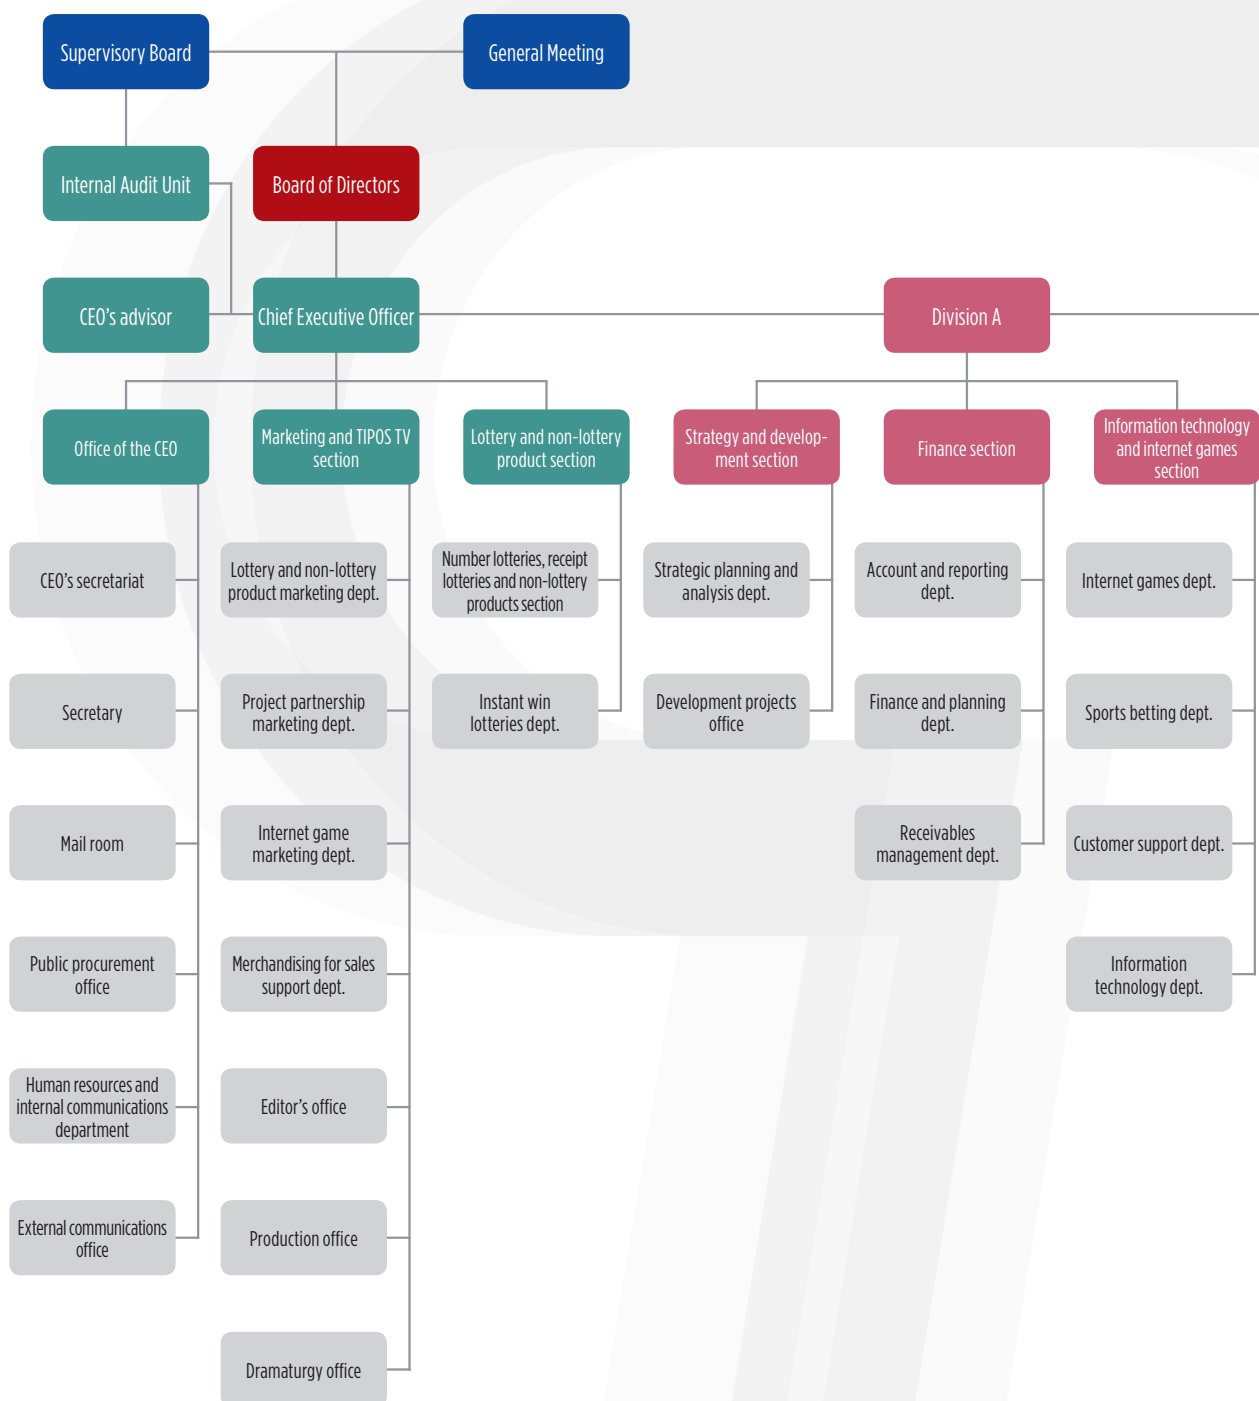 Supervisory Board
General Meeting
Internal Audit Unit
Board of Directors
CEO's advisor
Chief Executive Officer
Division A
Office of the CEO
Marketing and TIPOS TV
section
Lottery and non-lottery
product section
Strategy and develop-
ment section
Finance section
Information technology
and internet games
section
CEO's secretariat
Lottery and non-lottery
product marketing dept.
Number lotteries, receipt
lotteries and non-lottery
products section
Strategic planning and
analysis dept.
Account and reporting
dept.
Internet games dept.
Secretary
Project partnership
marketing dept.
Instant win
lotteries dept.
Development projects
office
Finance and planning
dept.
Sports betting dept.
Mail room
Internet game
marketing dept.
Receivables
management dept.
Customer support dept.
Public procurement
office
Merchandising for sales
support dept.
Information
technology dept.
Human resources and
internal communications
department
Editor's office
External communications
office
Production office
Dramaturgy office